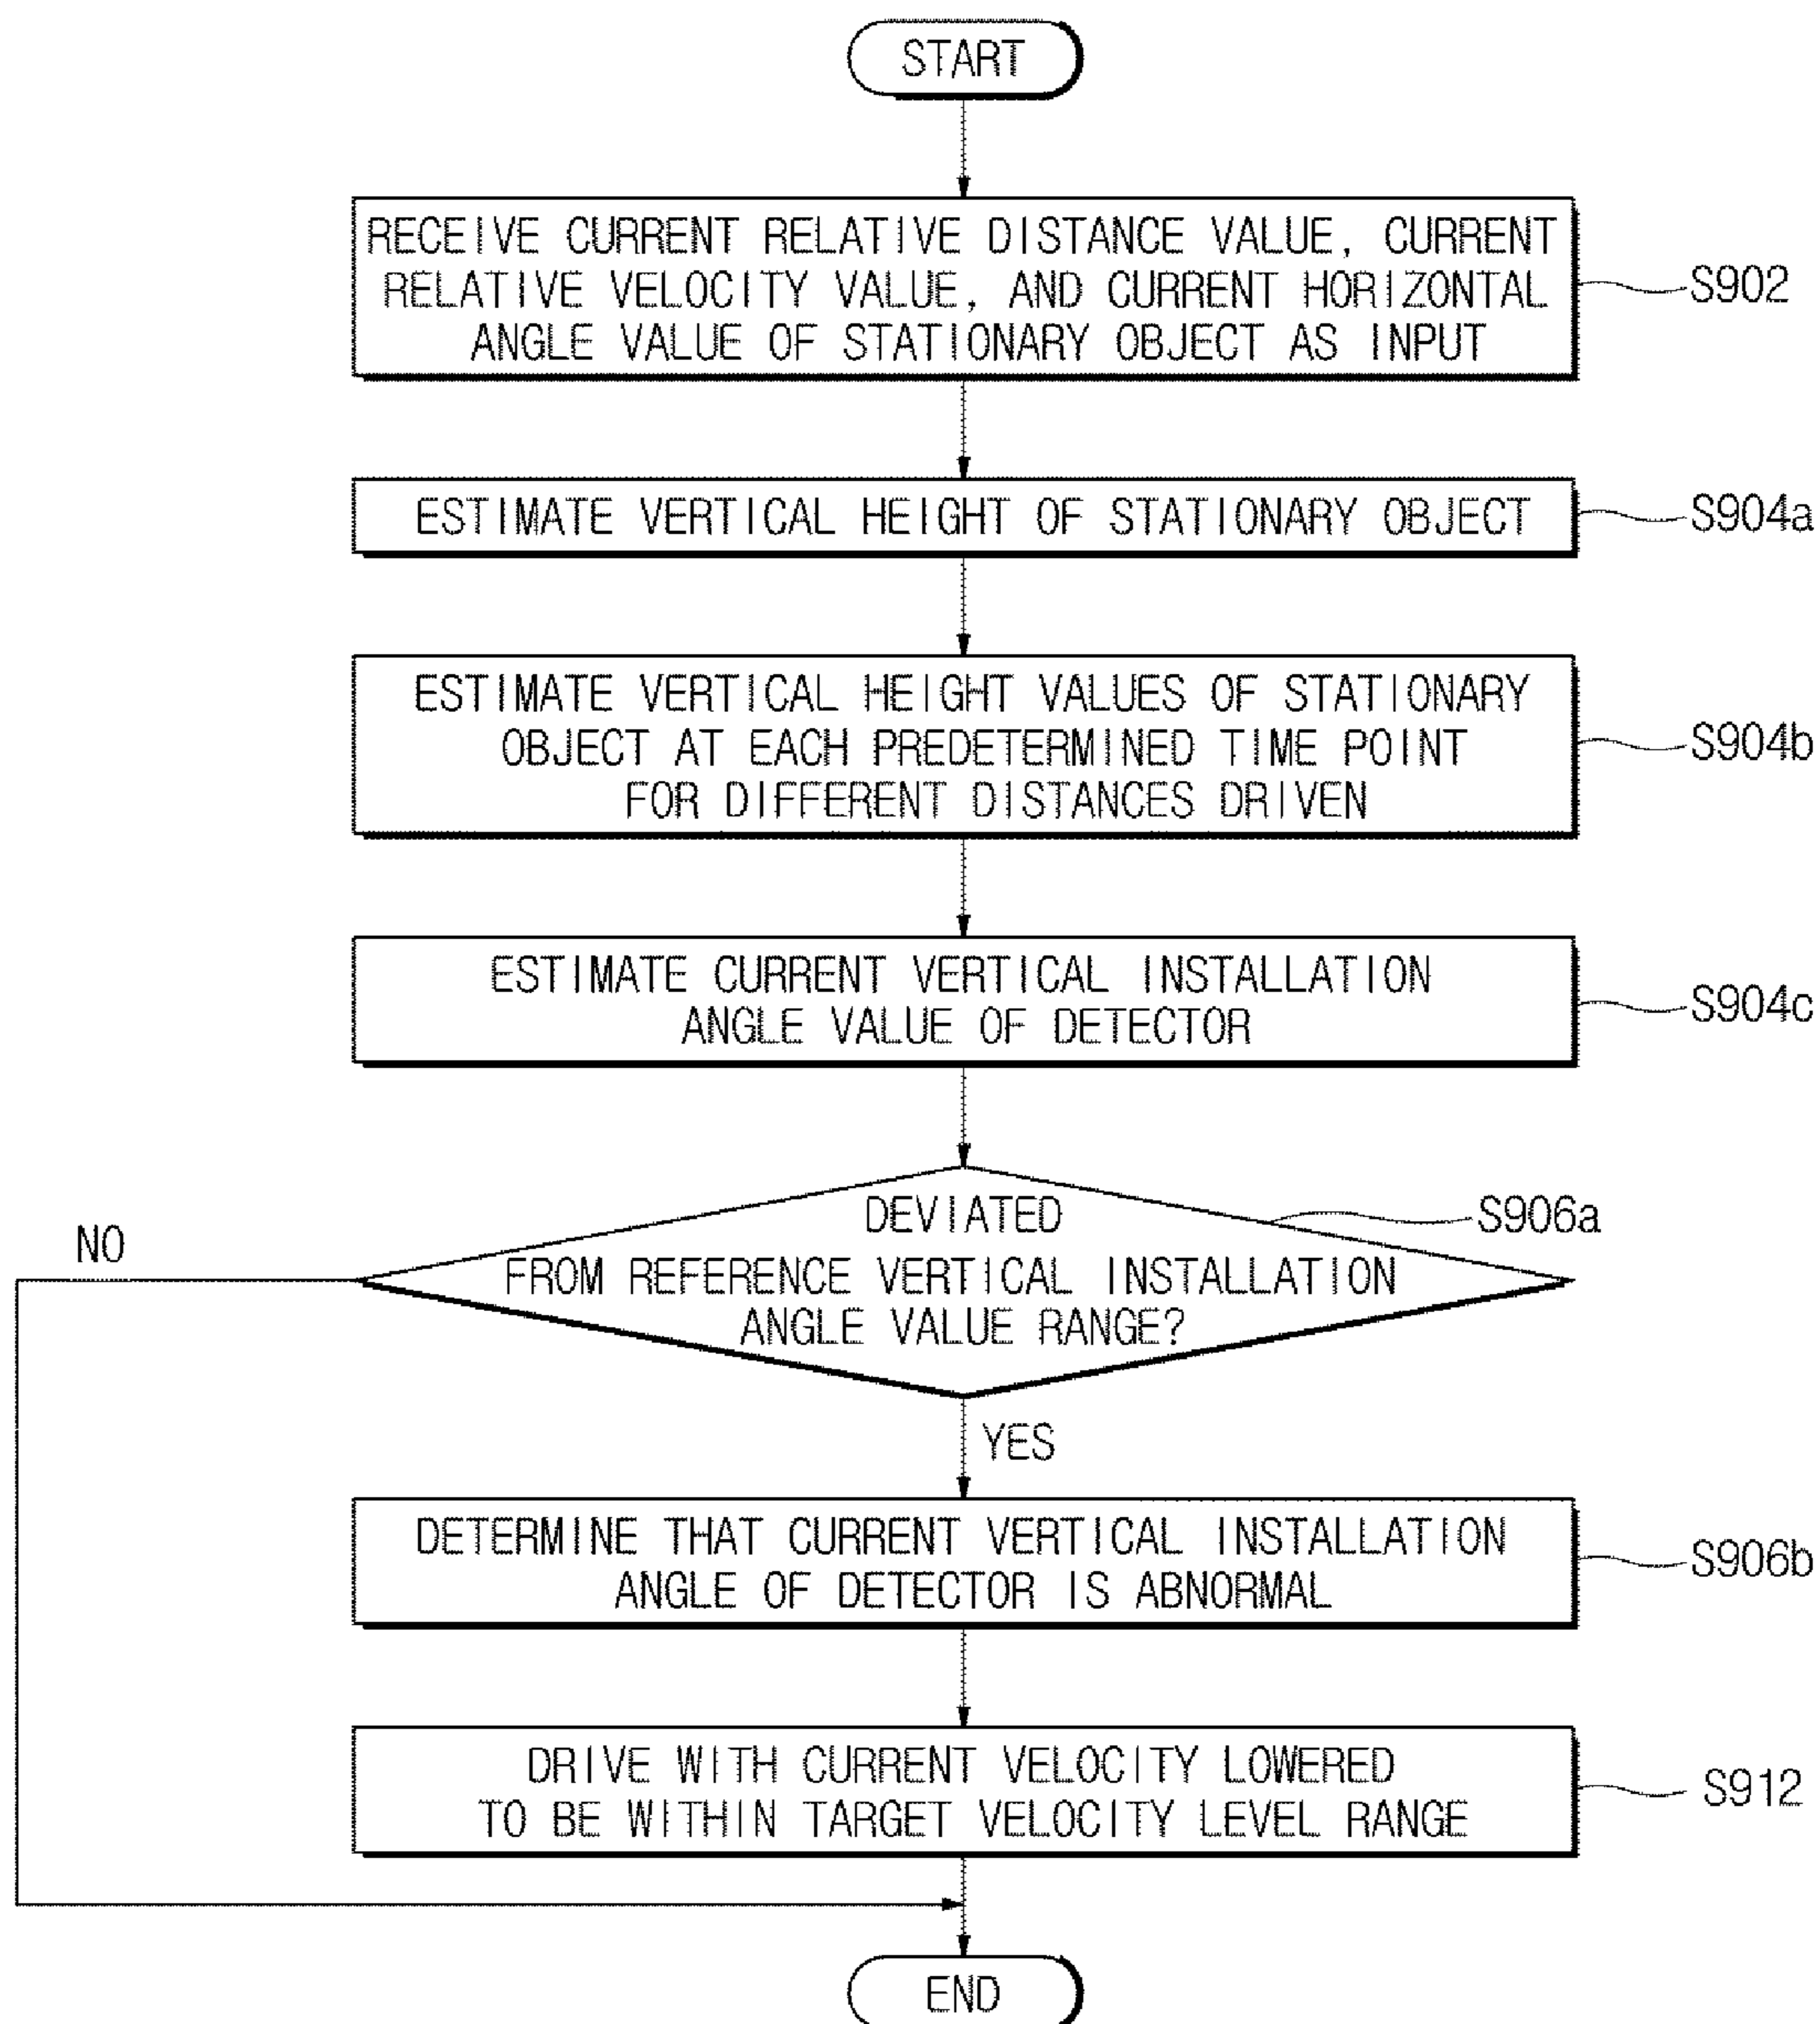 START
RECEIVE CURRENT RELATIVE DISTANCE VALUE, CURRENT
RELATIVE VELOCITY VALUE, AND CURRENT HORIZONTAL
ANGLE VALUE OF STATIONARY OBJECT AS INPUT
S902
ESTIMATE VERTICAL HEIGHT OF STATIONARY OBJECT
S904a
ESTIMATE VERTICAL HEIGHT VALUES OF STATIONARY
OBJECT AT EACH PREDETERMINED TIME POINT
FOR DIFFERENT DISTANCES DRIVEN
S904b
ESTIMATE CURRENT VERTICAL INSTALLATION
ANGLE VALUE OF DETECTOR
S904c
DEVIATED
FROM REFERENCE VERTICAL INSTALLATION
ANGLE VALUE RANGE?
S906a
NO
YES
DETERMINE THAT CURRENT VERTICAL INSTALLATION
ANGLE OF DETECTOR IS ABNORMAL
S906b
DRIVE WITH CURRENT VELOCITY LOWERED
TO BE WITHIN TARGET VELOCITY LEVEL RANGE
S912
END